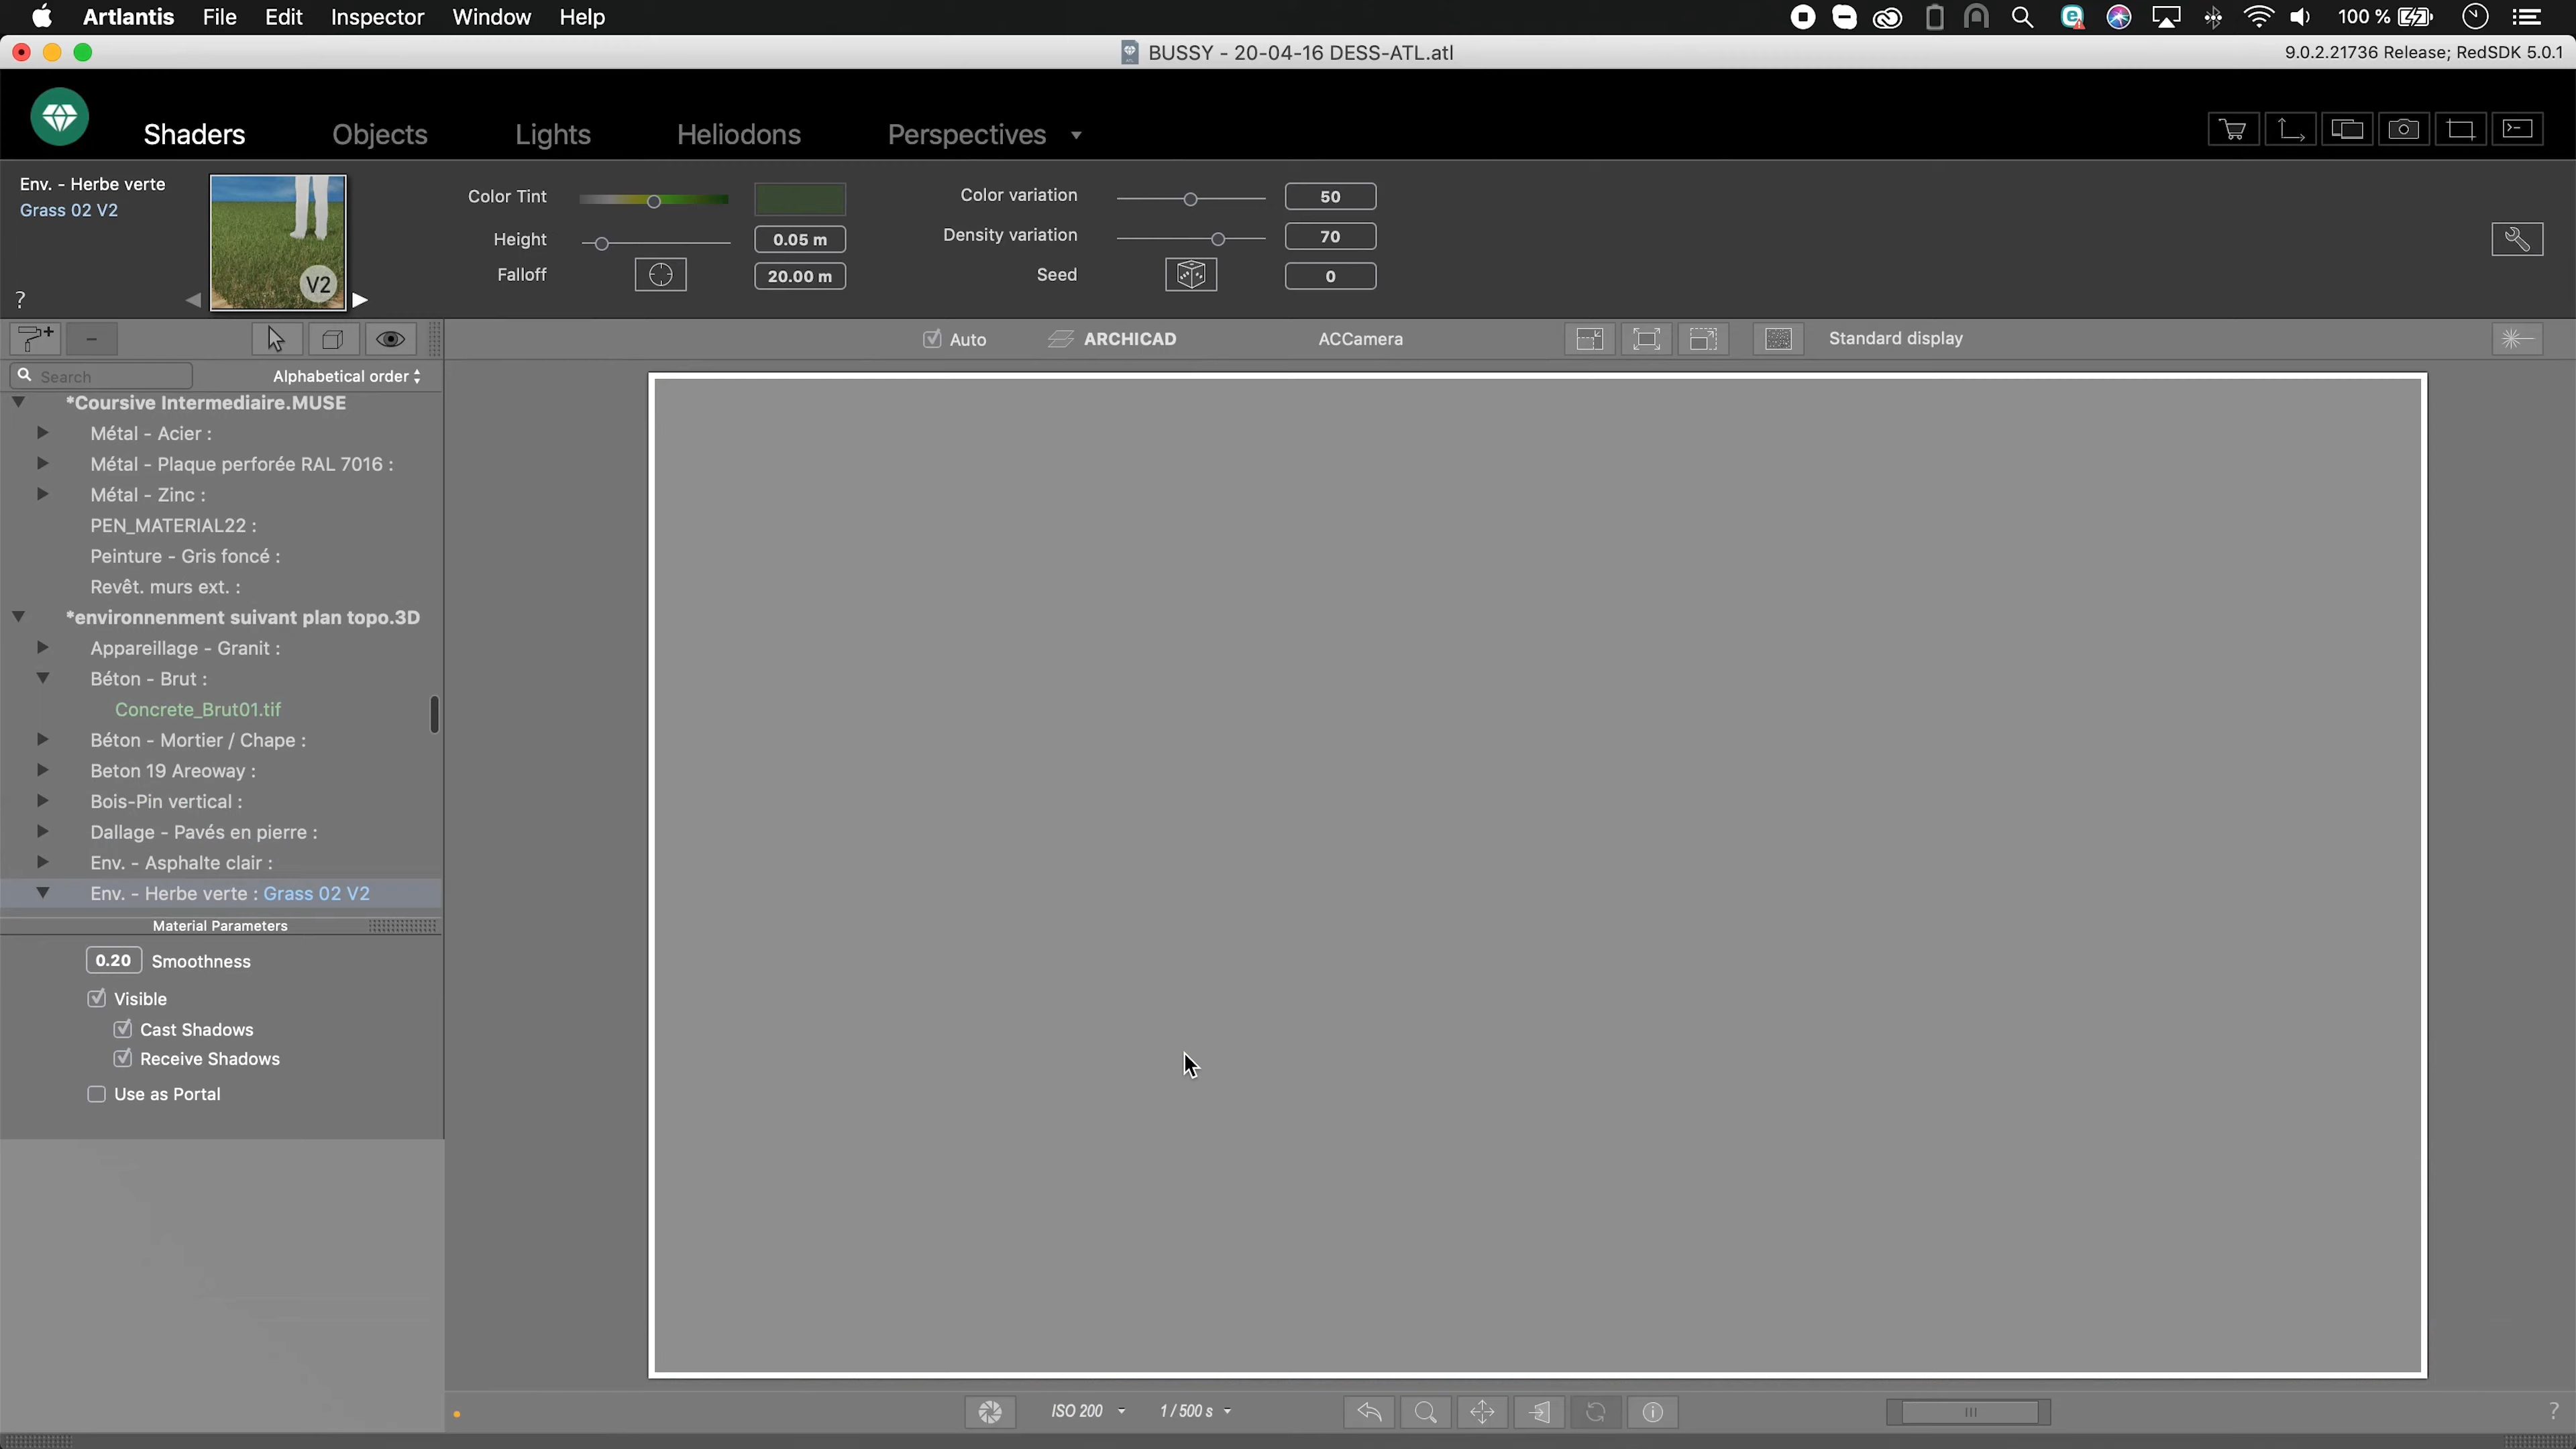 Artlantis File Edit Inspector Window Help 100 %
BUSSY - 20-04-16 DESS-ATL.atl
9.0.2.21736 Release; RedSDK 5.0.1
Shaders Objects Lights Heliodons Perspectives
Env. - Herbe verte
Grass 02 V2
V2
?
Color Tint
Height 0.05 m
Falloff 20.00 m
Color variation 50
Density variation 70
Seed 0
Auto ARCHICAD ACCamera Standard display
Search Alphabetical order
*Coursive Intermediaire.MUSE
Métal - Acier :
Métal - Plaque perforée RAL 7016 :
Métal - Zinc :
PEN_MATERIAL22 :
Peinture - Gris foncé :
Revêt. murs ext. :
*environnenment suivant plan topo.3D
Appareillage - Granit :
Béton - Brut :
Concrete_Brut01.tif
Béton - Mortier / Chape :
Beton 19 Areoway :
Bois-Pin vertical :
Dallage - Pavés en pierre :
Env. - Asphalte clair :
Env. - Herbe verte : Grass 02 V2
Material Parameters
0.20 Smoothness
Visible
Cast Shadows
Receive Shadows
Use as Portal
ISO 200 1 / 500 s ?